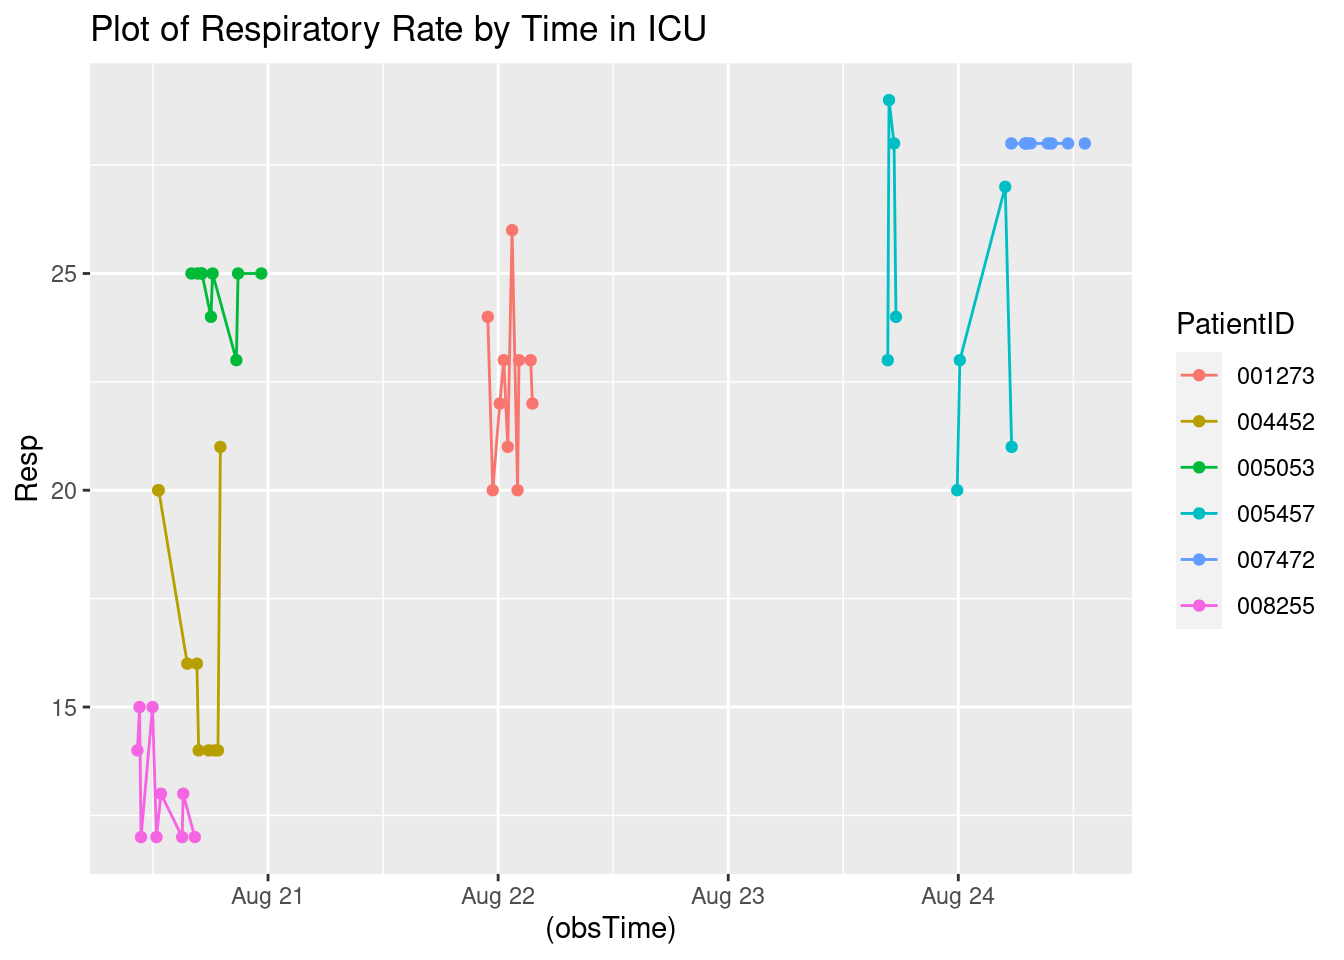 Plot of Respiratory Rate by Time in ICU
Resp
25
20
15
Aug 21 Aug 22 Aug 23 Aug 24
(obsTime)
PatientID
001273
004452
005053
005457
007472
008255